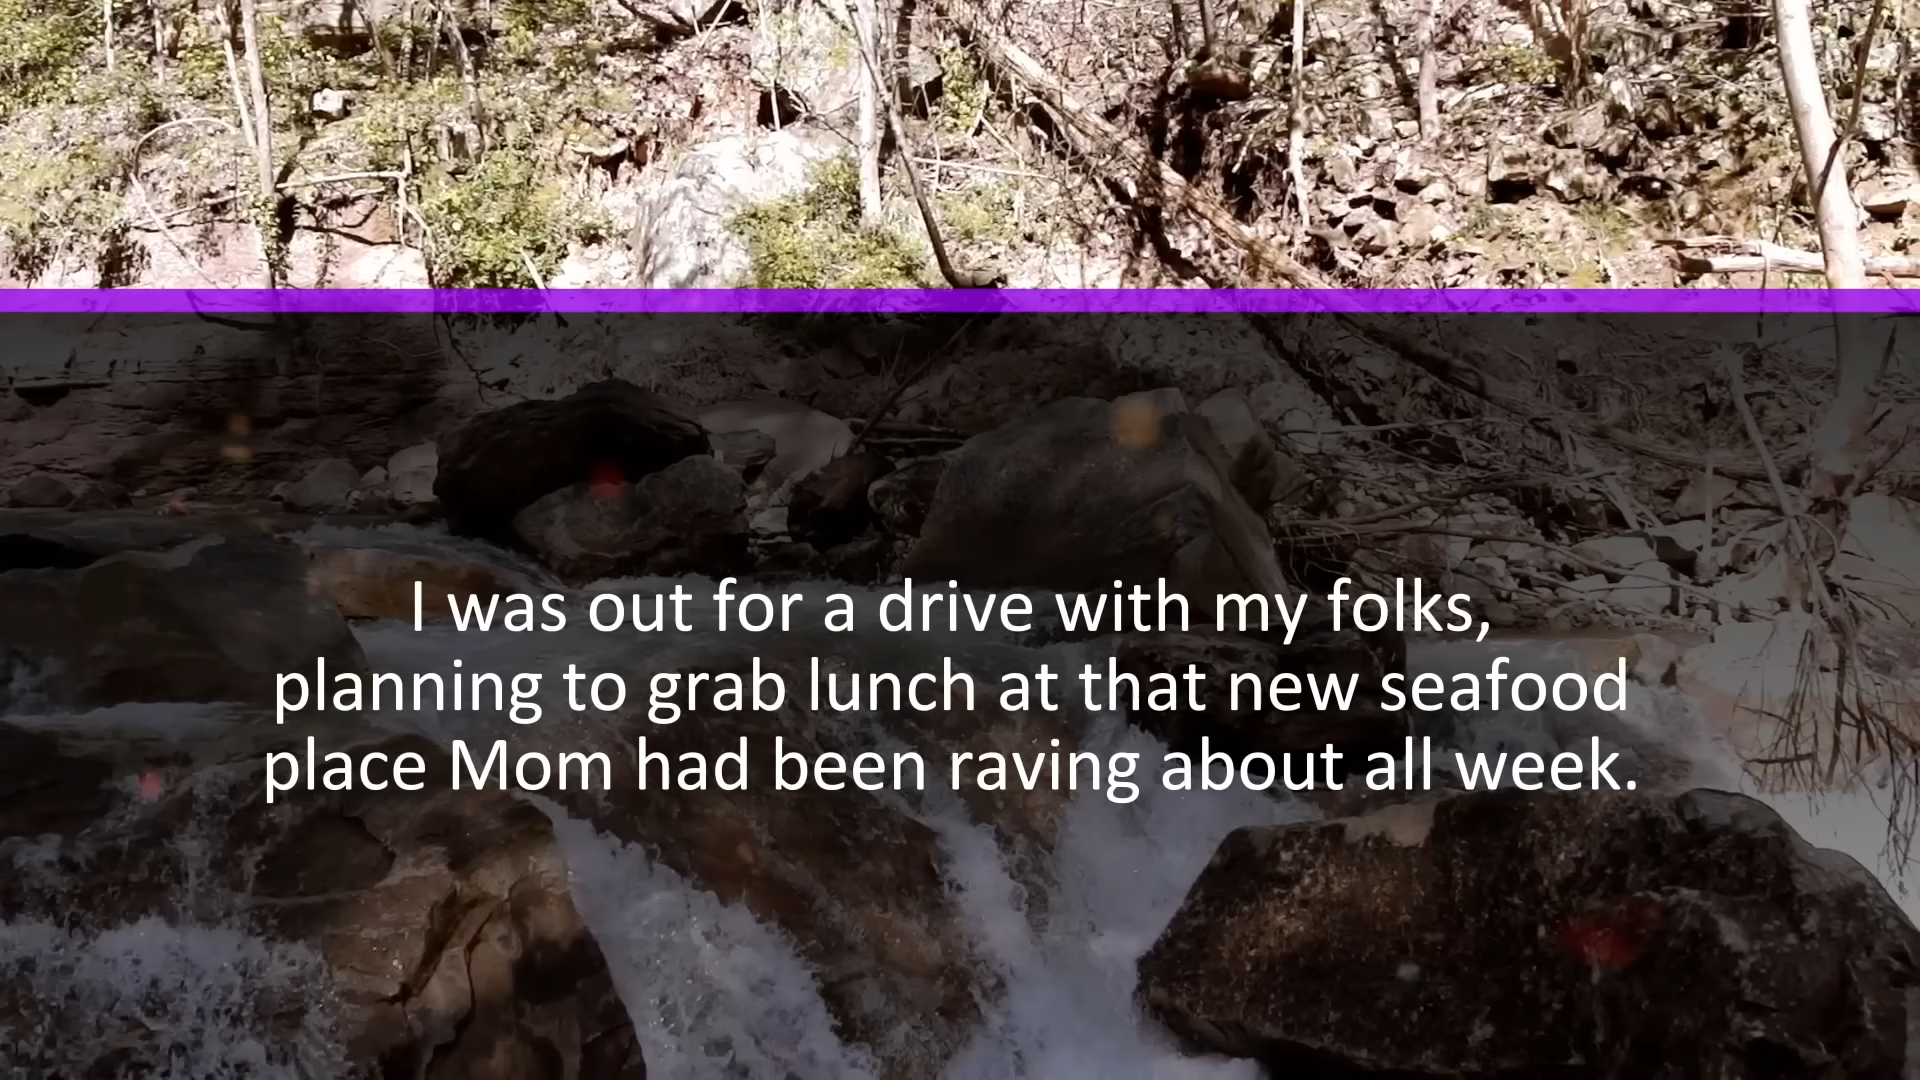 I was out for a drive with my folks,
planning to grab lunch at that new seafood
place Mom had been raving about all week.